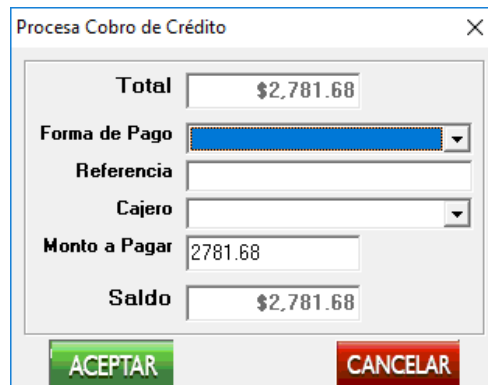 Procesa Cobro de Crédito
Total $2,781.68
Forma de Pago
Referencia
Cajero
Monto a Pagar 2781.68
Saldo $2,781.68
ACEPTAR CANCELAR